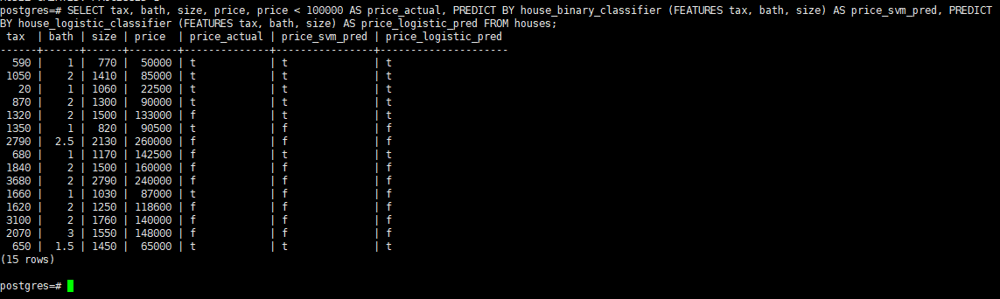 postgres=# SELECT tax, bath, size, price, price < 100000 AS price_actual, PREDICT BY house_binary_classifier (FEATURES tax, bath, size) AS price_svm_pred, PREDICT
BY house_logistic_classifier (FEATURES tax, bath, size) AS price_logistic_pred FROM houses;
 tax  | bath | size | price  | price_actual | price_svm_pred | price_logistic_pred
------+------+------+--------+--------------+----------------+---------------------
  590 |    1 |  770 |  50000 | t            | t              | t
 1050 |    2 | 1410 |  85000 | t            | t              | t
   20 |    1 | 1060 |  22500 | t            | t              | t
  870 |    2 | 1300 |  90000 | t            | t              | t
 1320 |    2 | 1500 | 133000 | f            | t              | t
 1350 |    1 |  820 |  90500 | t            | f              | f
 2790 |  2.5 | 2130 | 260000 | f            | f              | f
  680 |    1 | 1170 | 142500 | f            | t              | t
 1840 |    2 | 1500 | 160000 | f            | f              | f
 3680 |    2 | 2790 | 240000 | f            | f              | f
 1660 |    1 | 1030 |  87000 | t            | f              | f
 1620 |    2 | 1250 | 118600 | f            | f              | f
 3100 |    2 | 1760 | 140000 | f            | f              | f
 2070 |    3 | 1550 | 148000 | f            | f              | f
  650 |  1.5 | 1450 |  65000 | t            | t              | t
(15 rows)
postgres=#